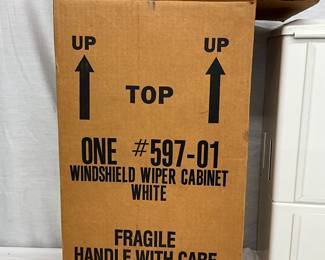 UP UP
TOP
ONE #597-01
WINDSHIELD WIPER CABINET
WHITE
FRAGILE
HANDLE WITH CARE